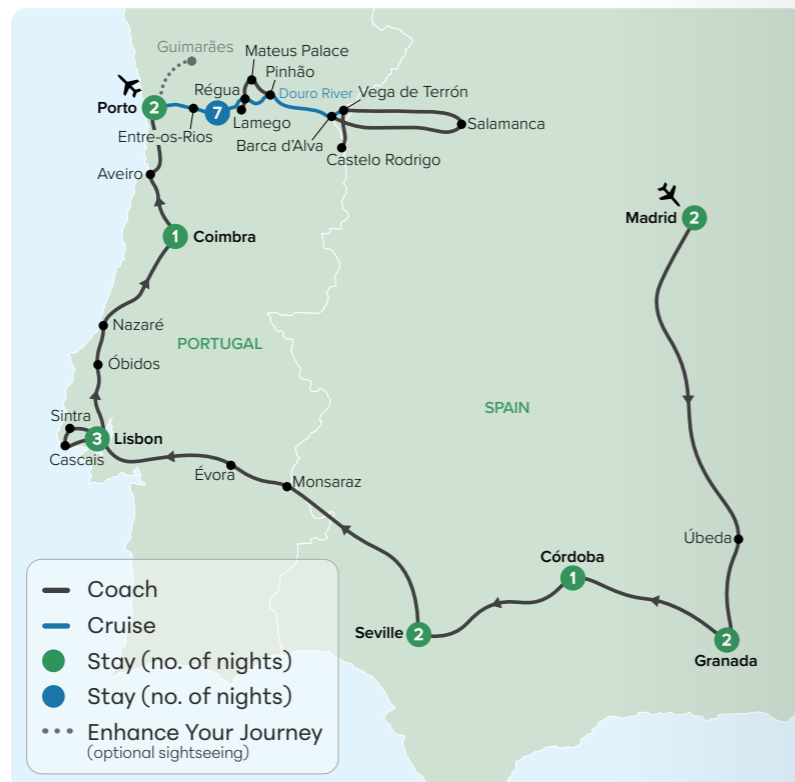 Guimarães
Mateus Palace
Régua
Pinhão
Douro River
Vega de Terrón
Porto
2
7
Entre-os-Rios
Lamego
Barca d’Alva
Salamanca
Castelo Rodrigo
Aveiro
Madrid
2
1
Coimbra
Nazaré
PORTUGAL
Óbidos
SPAIN
Sintra
3
Lisbon
Cascais
Évora
Monsaraz
Úbeda
Córdoba
1
Seville
2
2
Granada
Coach
Cruise
Stay (no. of nights)
Stay (no. of nights)
Enhance Your Journey
(optional sightseeing)